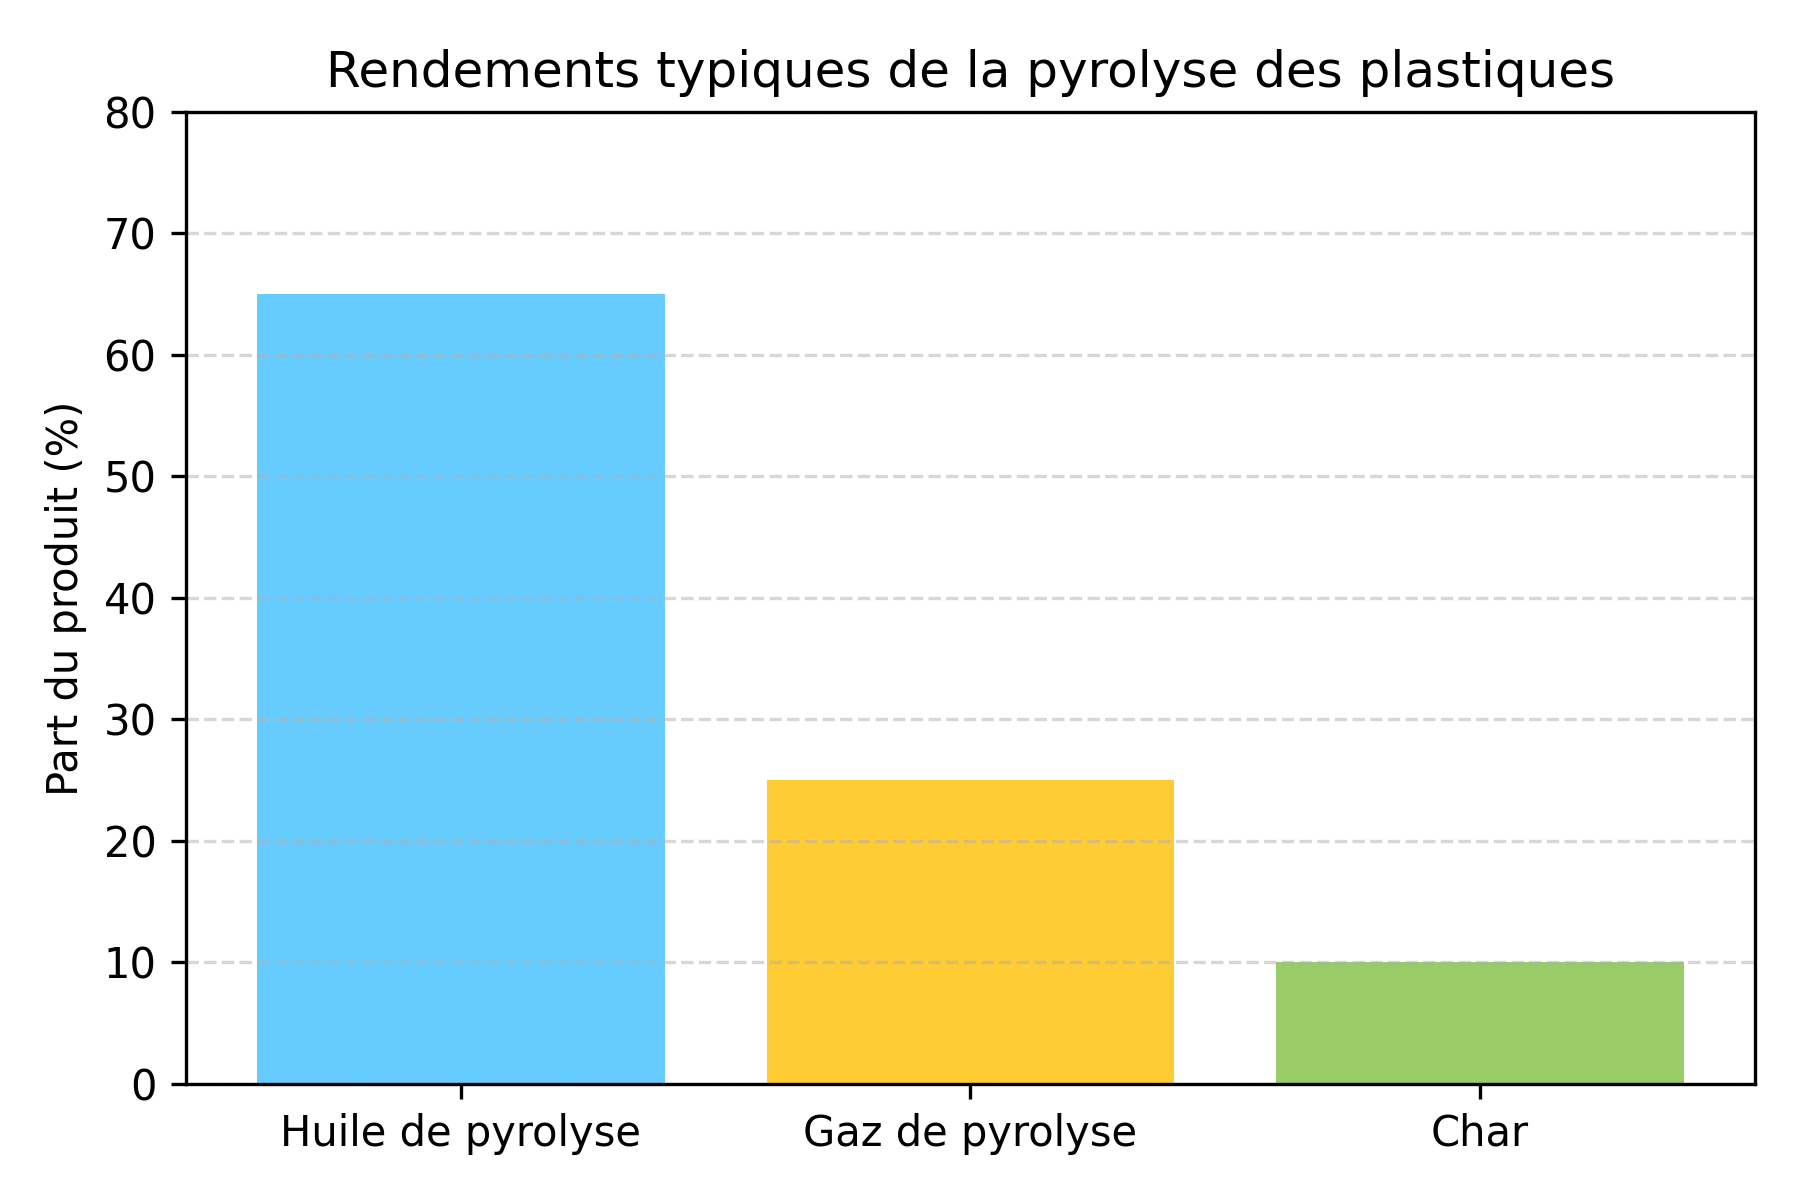 Rendements typiques de la pyrolyse des plastiques
Part du produit (%)
80
70
60
50
40
30
20
10
0
Huile de pyrolyse
Gaz de pyrolyse
Char